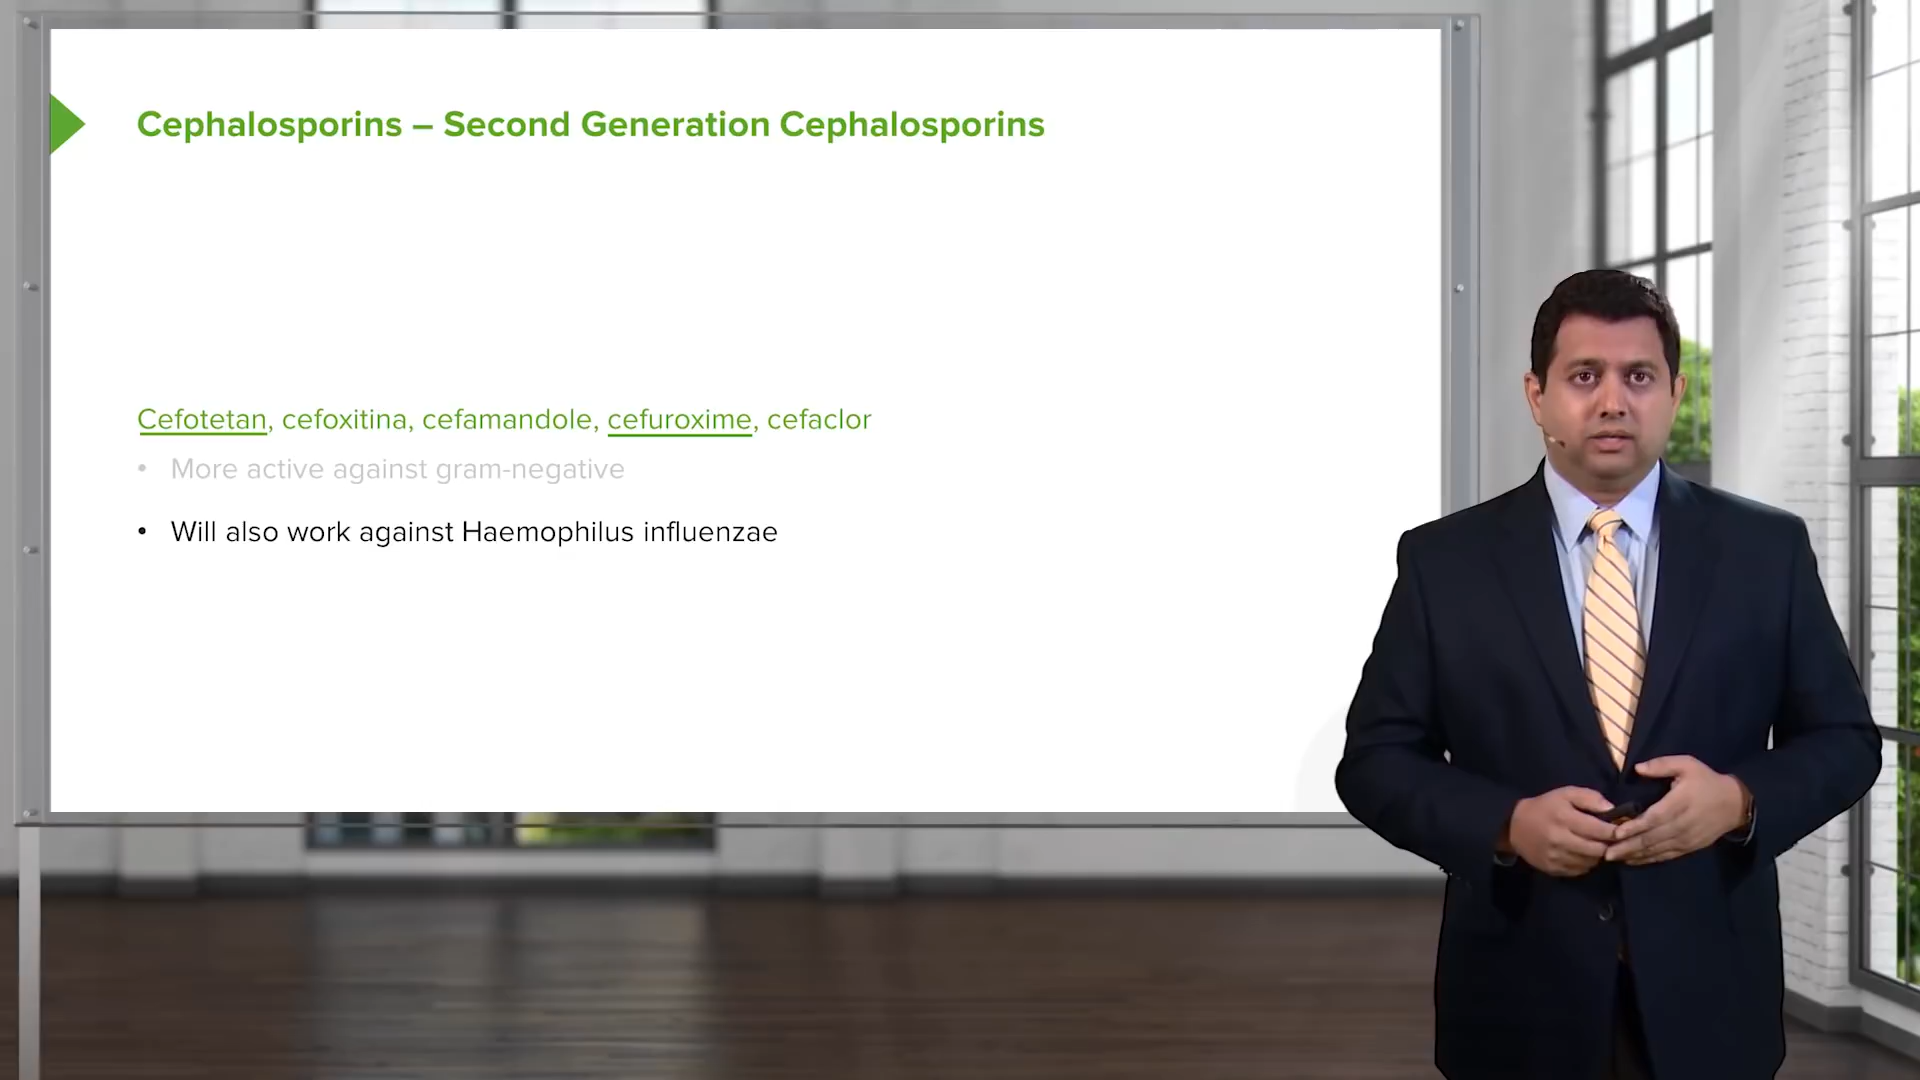 Cephalosporins – Second Generation Cephalosporins
Cefotetan, cefoxitina, cefamandole, cefuroxime, cefaclor
• More active against gram-negative
• Will also work against Haemophilus influenzae